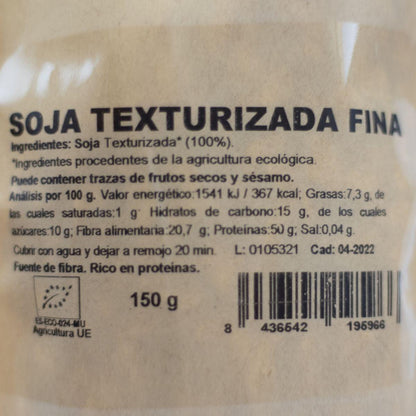 SOJA TEXTURIZADA FINA
Ingredientes: Soja Texturizada* (100%).
*Ingredientes procedentes de la agricultura ecológica.
Puede contener trazas de frutos secos y sésamo.
Análisis por 100 g. Valor energético:1541 kJ / 367 kcal; Grasas:7,3 g, de
las cuales saturadas:1 g Hidratos de carbono:15 g, de los cuales
azúcares:10 g; Fibra alimentaria:20,7 g; Proteínas:50 g; Sal:0,04 g.
Cubrir con agua y dejar a remojo 20 min. L: 0105321 Cad: 04-2022
Fuente de fibra. Rico en proteinas.
150 g
ES-ECO-024-MU
Agricultura UE
8 436542 195966